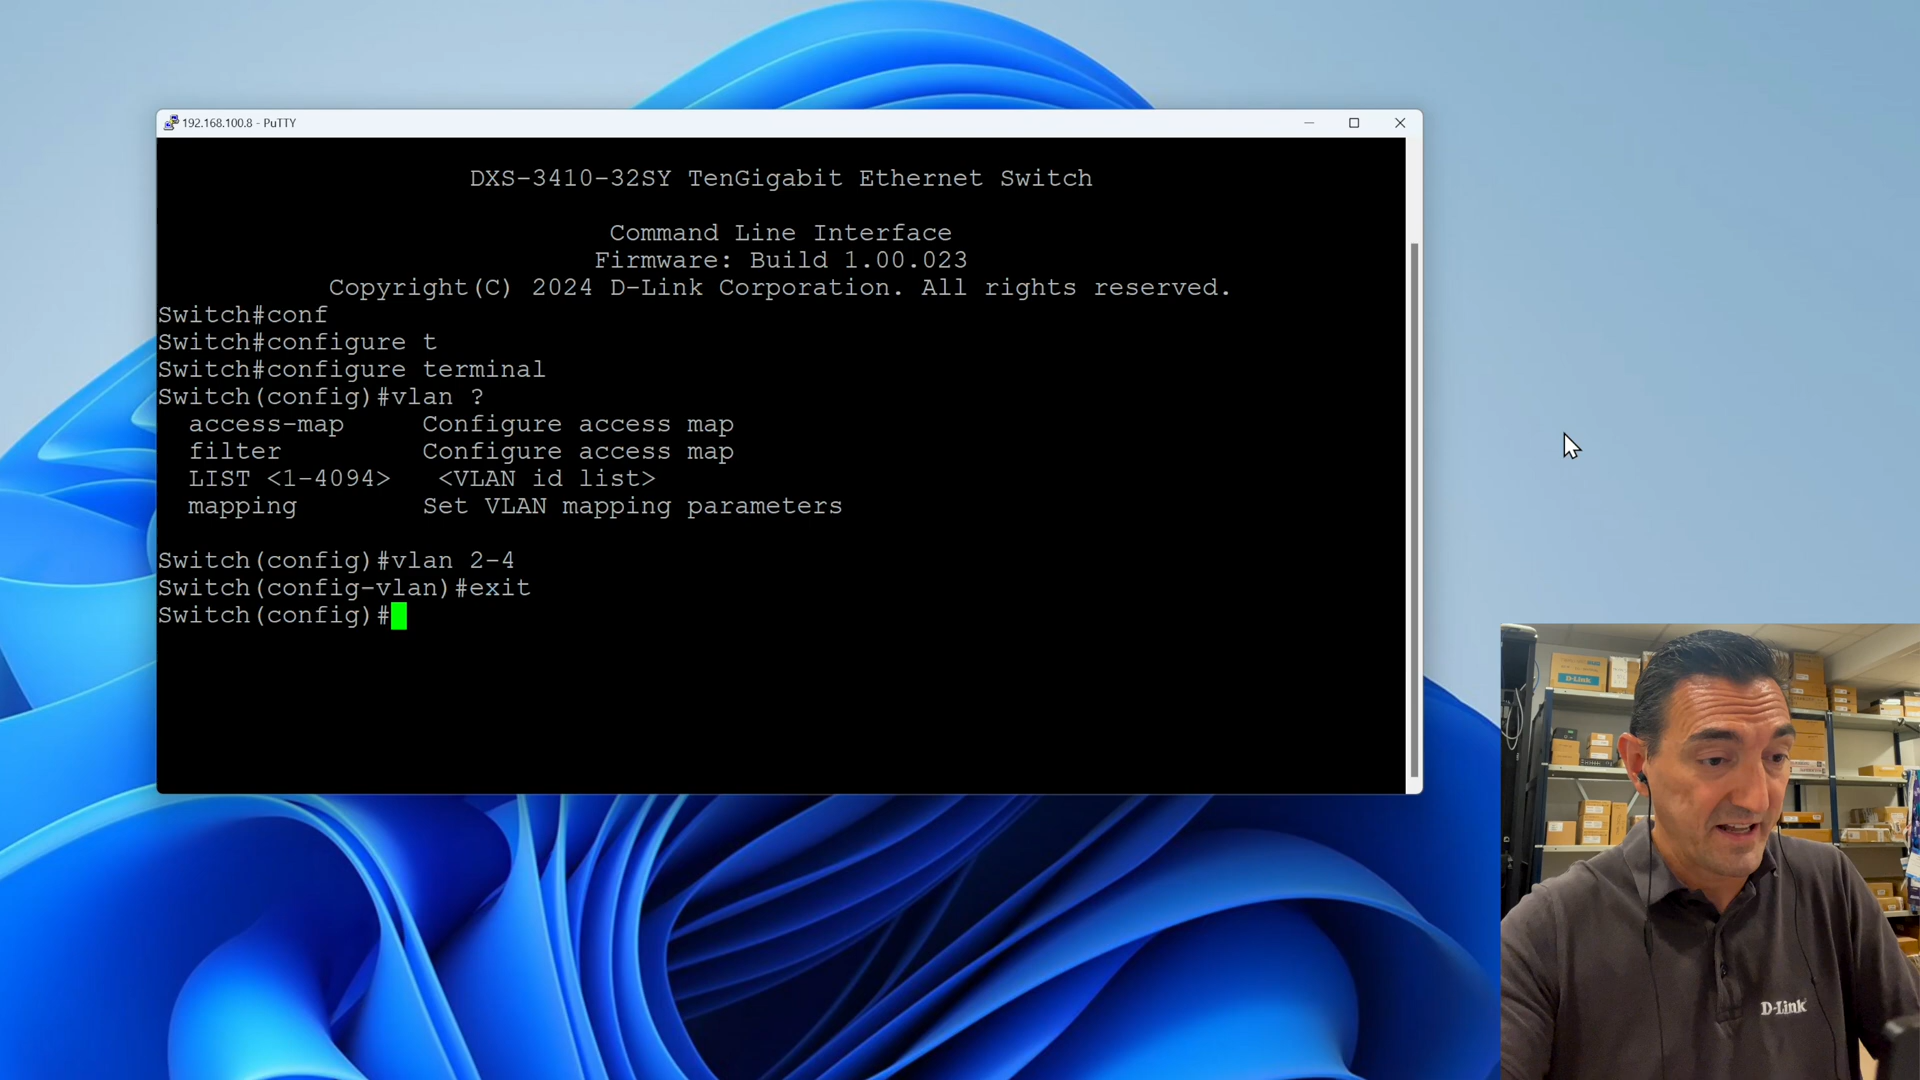 192.168.100.8 - PuTTY
DXS-3410-32SY TenGigabit Ethernet Switch
Command Line Interface
Firmware: Build 1.00.023
Copyright(C) 2024 D-Link Corporation. All rights reserved.
Switch#conf
Switch#configure t
Switch#configure terminal
Switch(config)#vlan ?
access-map Configure access map
filter Configure access map
LIST <1-4094> <VLAN id list>
mapping Set VLAN mapping parameters
Switch(config)#vlan 2-4
Switch(config-vlan)#exit
Switch(config)#
D-Link
D-Link